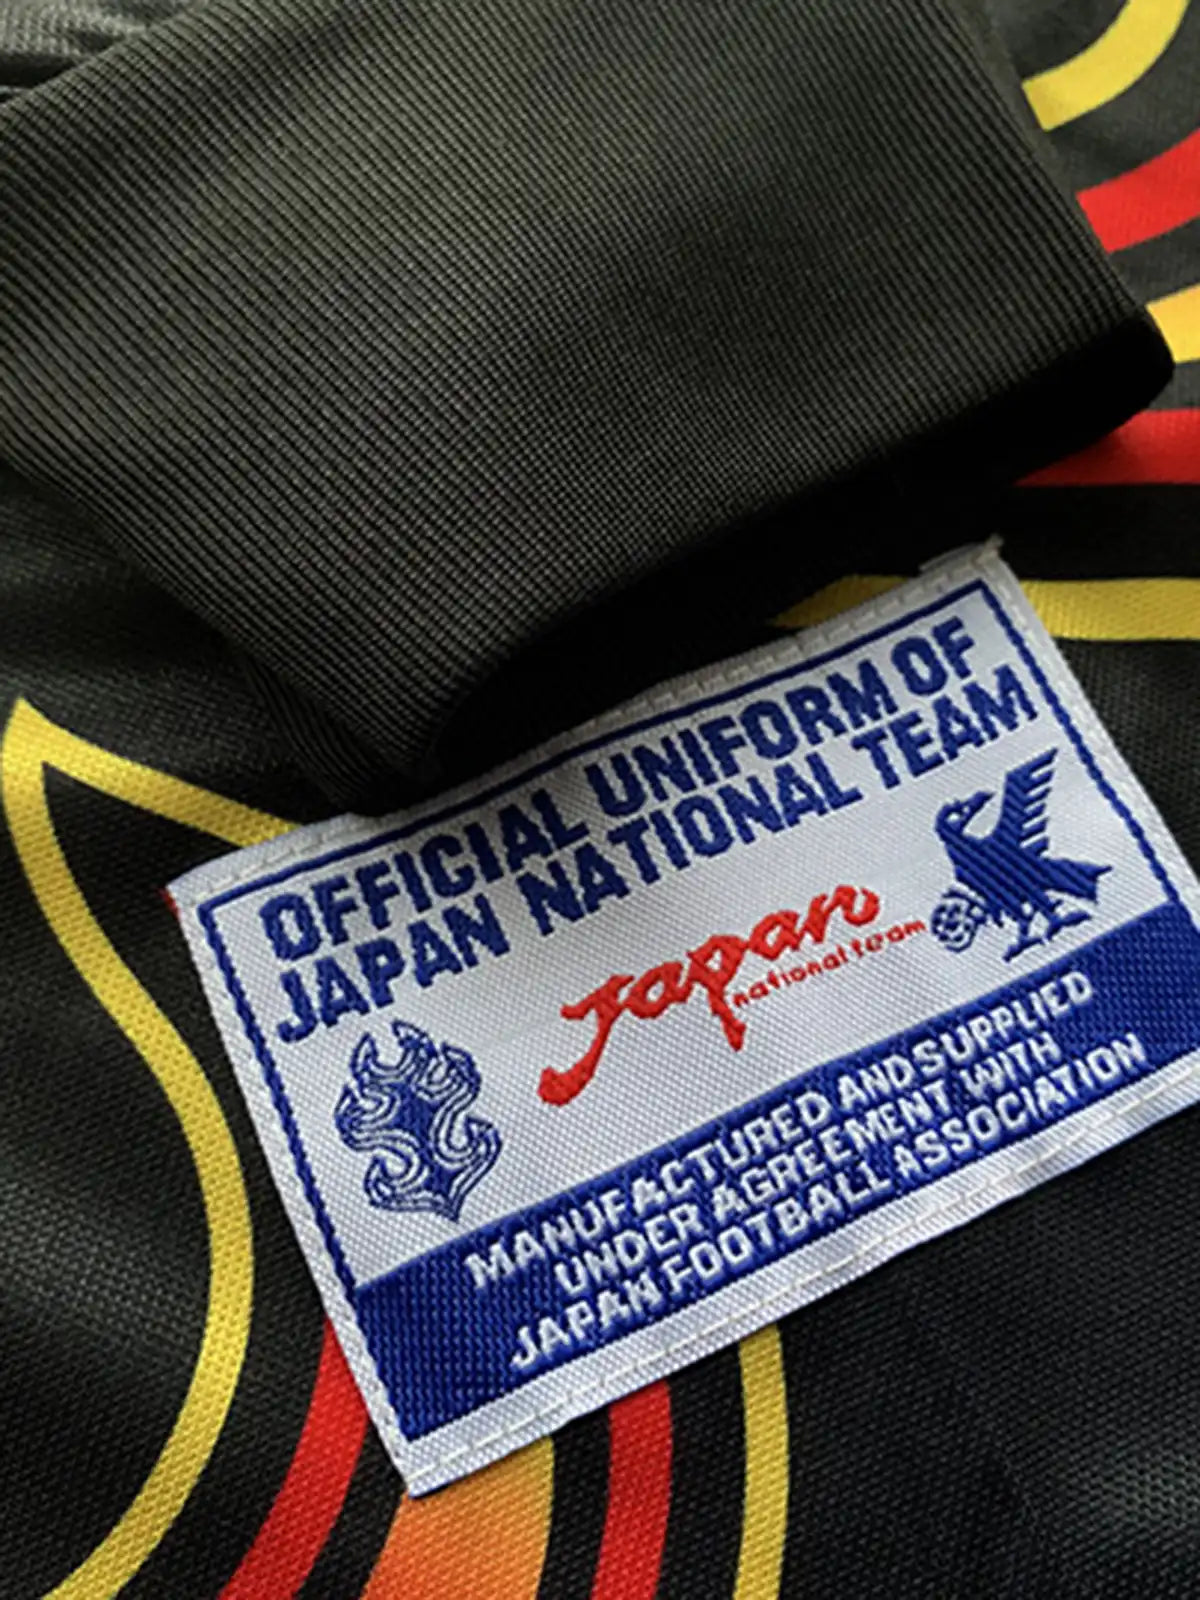 OFFICIAL UNIFORM OF
JAPAN NATIONAL TEAM
Japan
national team
MANUFACTURED AND SUPPLIED
UNDER AGREEMENT WITH
JAPAN FOOTBALL ASSOCIATION